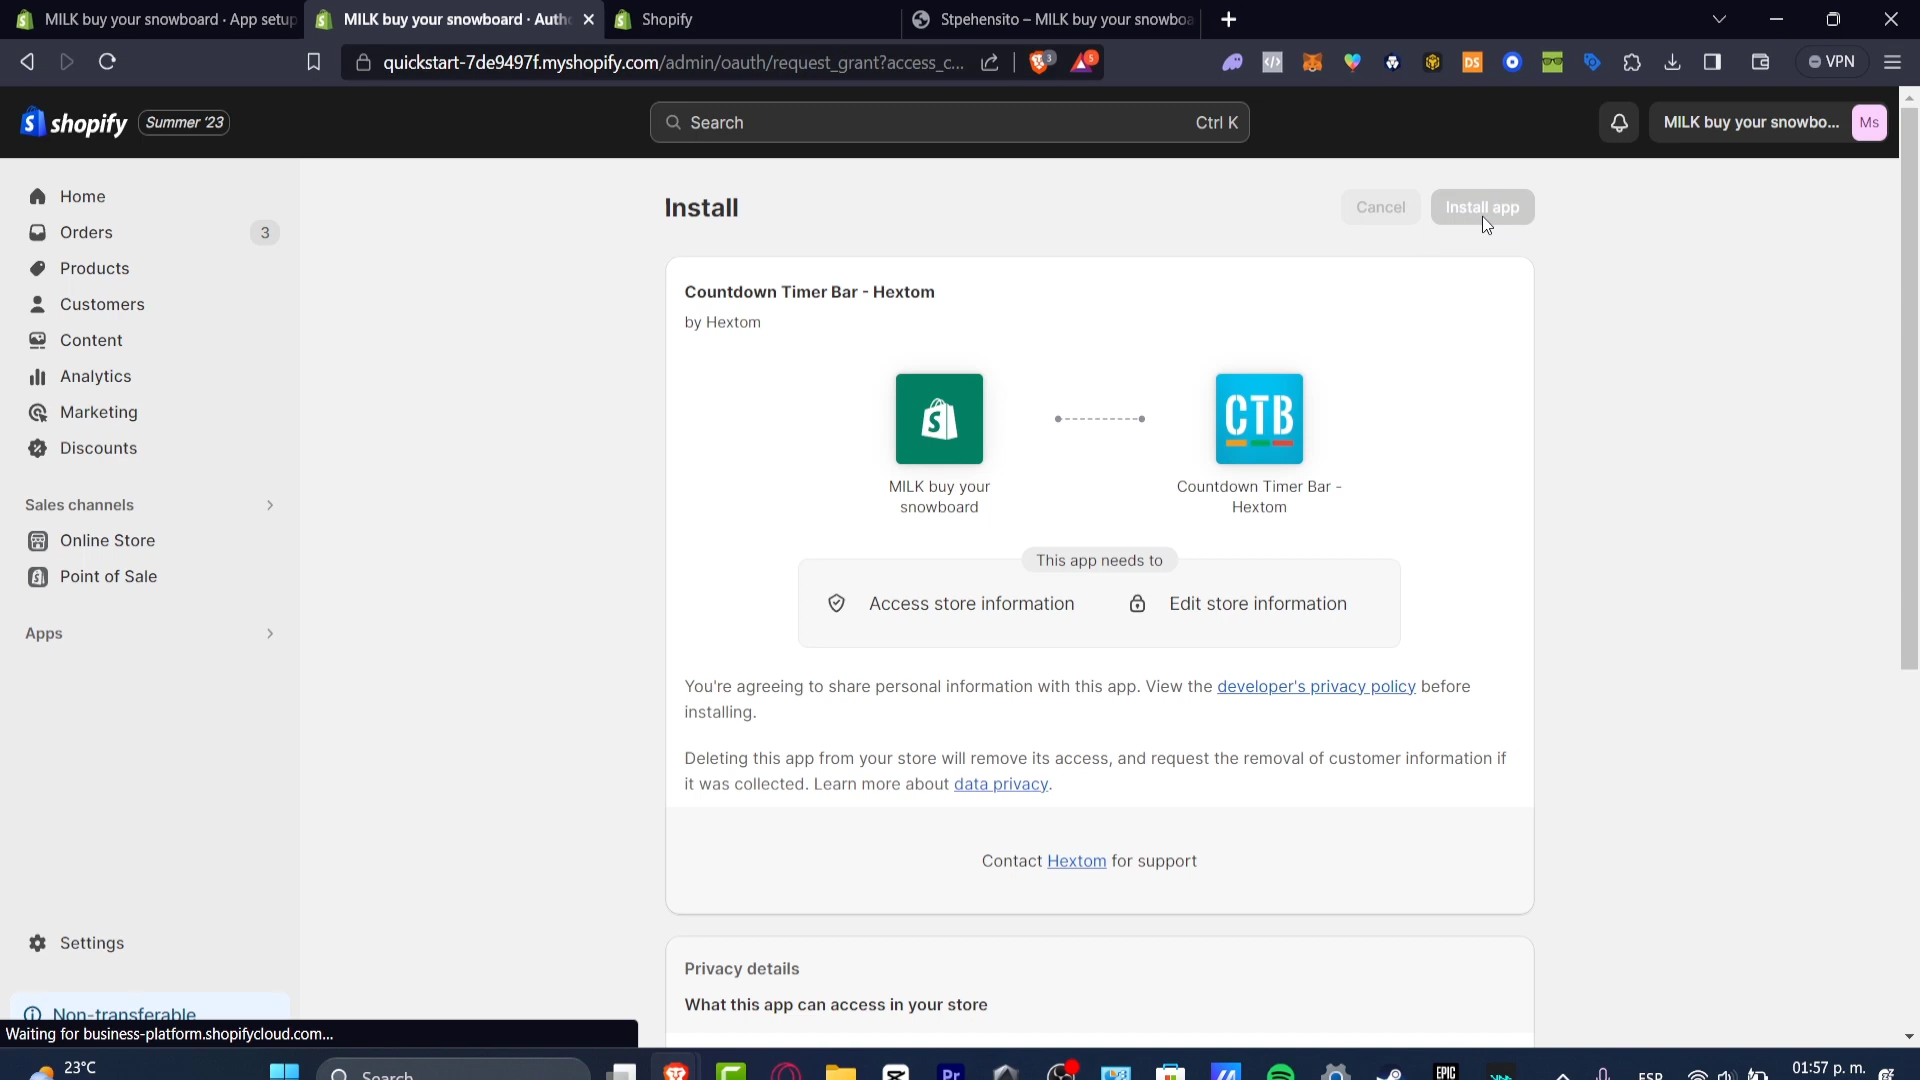 MILK buy your snowboard · App setup
MILK buy your snowboard · Auth
Shopify
Stpehensito – MILK buy your snowboa
quickstart-7de9497f.myshopify.com/admin/oauth/request_grant?access_c...
3
5
DS
VPN
shopify
Summer '23
Search
Ctrl K
MILK buy your snowbo...
Ms
Home
Orders
3
Products
Customers
Content
Analytics
Marketing
Discounts
Sales channels
Online Store
Point of Sale
Apps
Settings
Non-transferable
Install
Cancel
Install app
Countdown Timer Bar - Hextom
by Hextom
CTB
MILK buy your
snowboard
Countdown Timer Bar -
Hextom
This app needs to
Access store information
Edit store information
You're agreeing to share personal information with this app. View the developer's privacy policy before
installing.
Deleting this app from your store will remove its access, and request the removal of customer information if
it was collected. Learn more about data privacy.
Contact Hextom for support
Privacy details
What this app can access in your store
Waiting for business-platform.shopifycloud.com...
23°C
Search
Pr
EPIC
ESP
01:57 p. m.